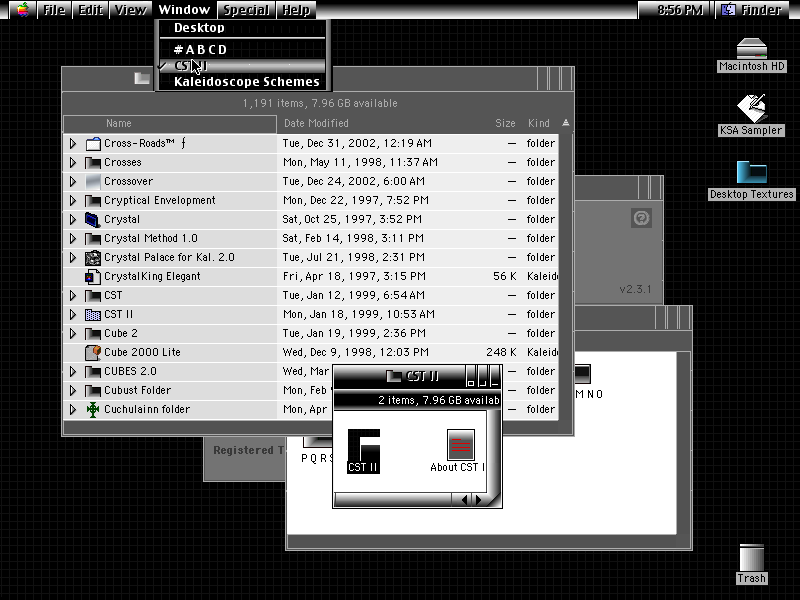 File Edit View Window Special Help 8:56 PM Finder
Desktop
# A B C D
Kaleidoscope Schemes
1,191 items, 7.96 GB available
Name Date Modified Size Kind
Cross-Roads™ ƒ Tue, Dec 31, 2002, 12:19 AM — folder
Crosses Mon, May 11, 1998, 11:37 AM — folder
Crossover Tue, Dec 24, 2002, 6:00 AM — folder
Cryptical Envelopment Mon, Dec 22, 1997, 7:52 PM — folder
Crystal Sat, Oct 25, 1997, 3:52 PM — folder
Crystal Method 1.0 Sat, Feb 14, 1998, 3:11 PM — folder
Crystal Palace for Kal. 2.0 Tue, Jul 21, 1998, 2:31 PM — folder
CrystalKing Elegant Fri, Apr 18, 1997, 3:15 PM 56 K Kaleid
CST Tue, Jan 12, 1999, 6:54 AM — folder
CST II Mon, Jan 18, 1999, 10:53 AM — folder
Cube 2 Tue, Jan 19, 1999, 2:36 PM — folder
Cube 2000 Lite Wed, Dec 9, 1998, 12:03 PM 248 K Kaleid
CUBES 2.0 Wed, Mar — folder
Cubust Folder Mon, Feb — folder
Cuchulainn folder Mon, Apr — folder
CST II
2 items, 7.96 GB availab
CST II
About CST I
v2.3.1
M N O
Registered T
P Q R S
Macintosh HD
KSA Sampler
Desktop Textures
Trash